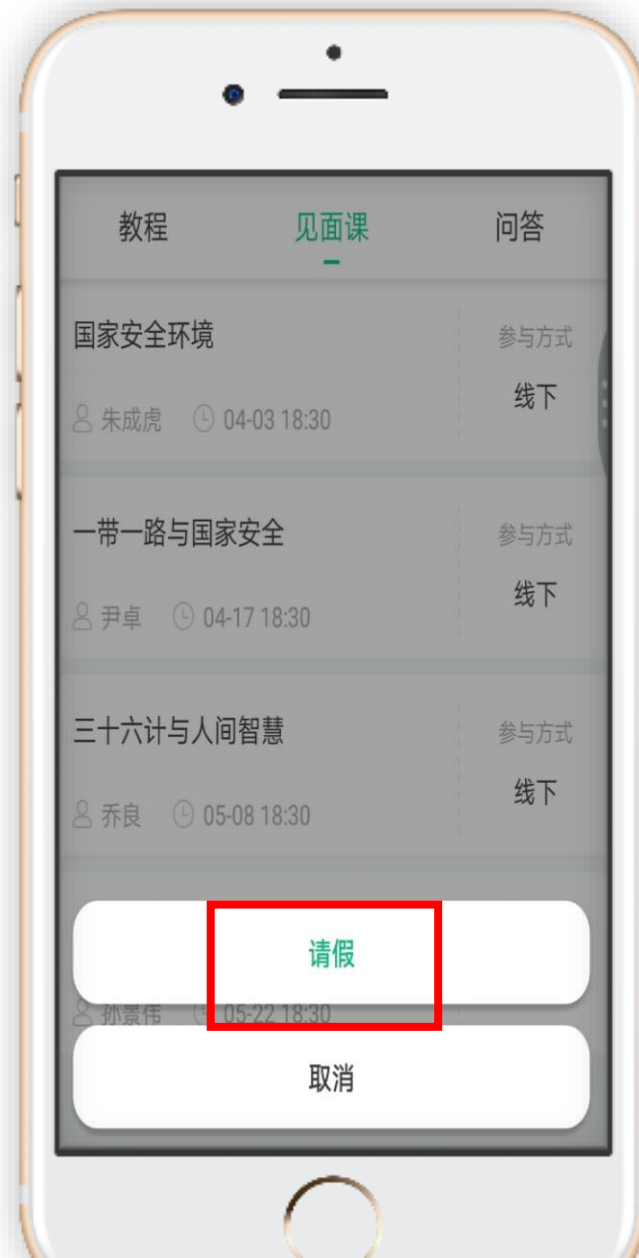 教程 见面课 问答
国家安全环境 参与方式
朱成虎 04-03 18:30 线下
一带一路与国家安全 参与方式
尹卓 04-17 18:30 线下
三十六计与人间智慧 参与方式
乔良 05-08 18:30 线下
请假
孙景伟 05-22 18:30
取消